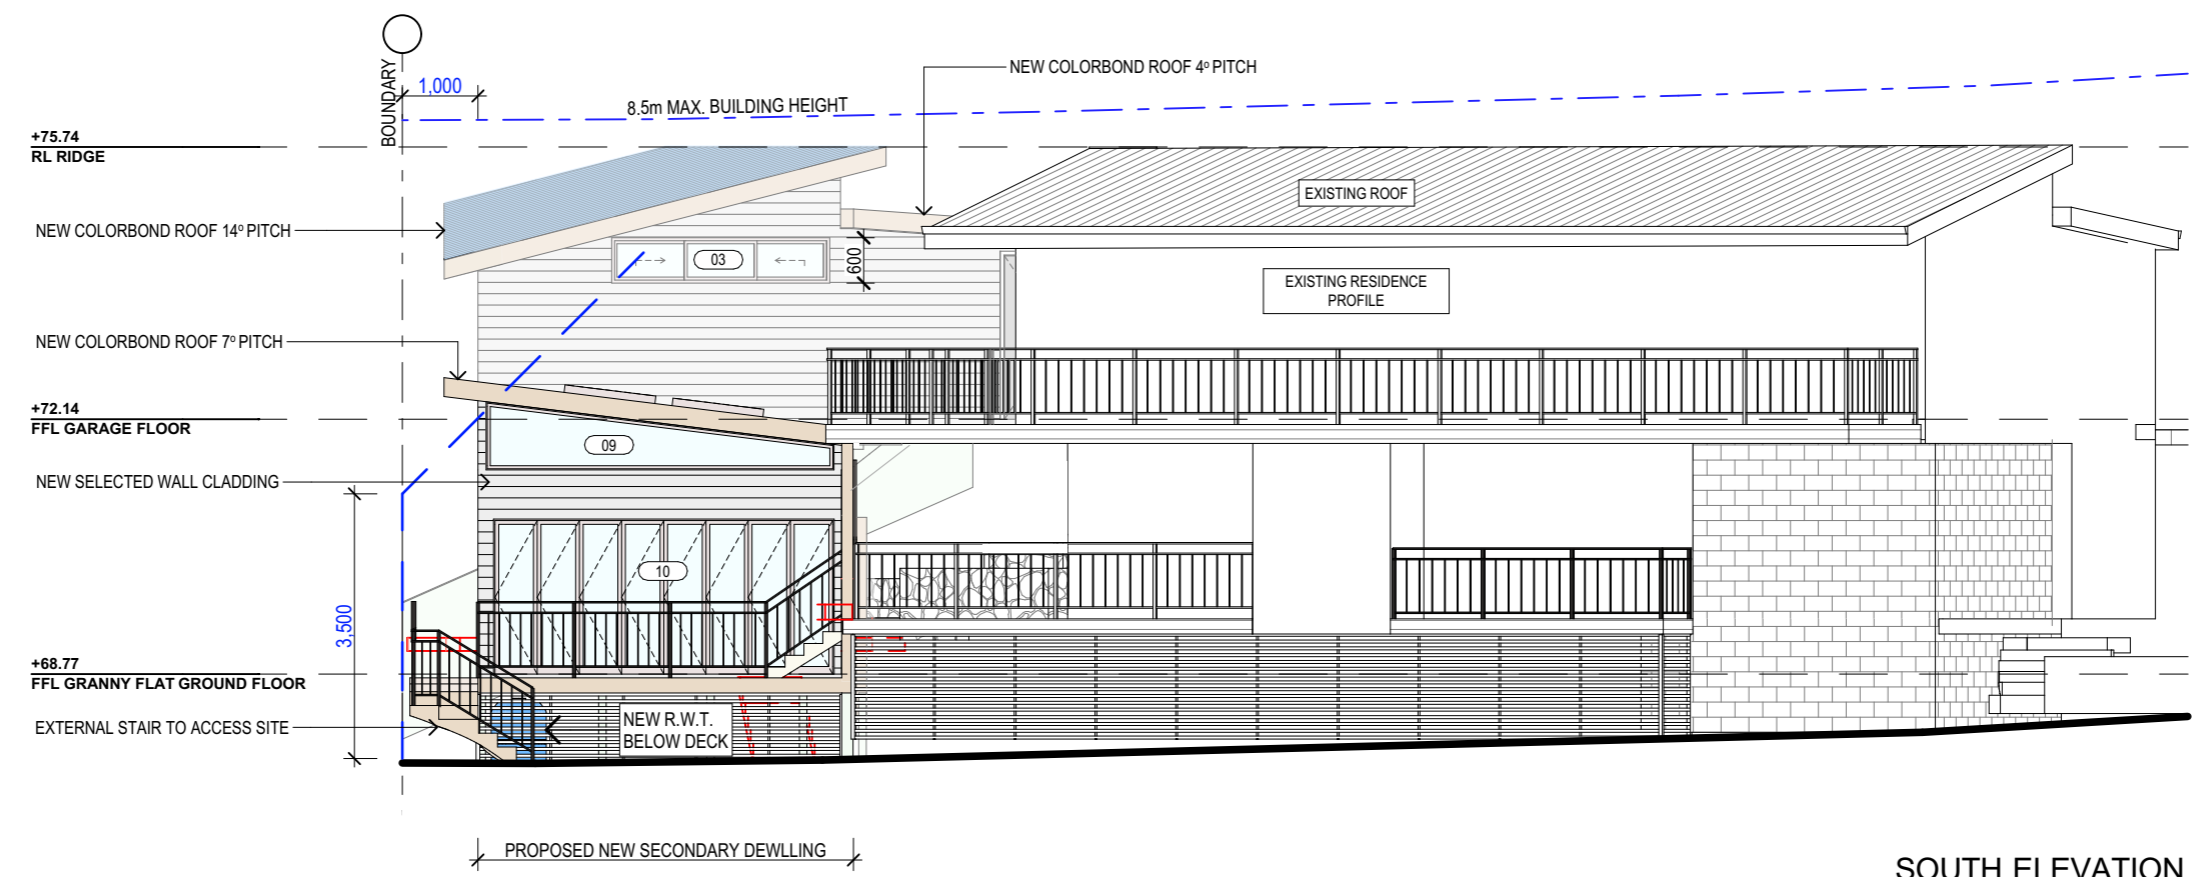 BOUNDARY
1,000
NEW COLORBOND ROOF 4º PITCH
8.5m MAX. BUILDING HEIGHT
+75.74
RL RIDGE
EXISTING ROOF
NEW COLORBOND ROOF 14º PITCH
03
600
EXISTING RESIDENCE
PROFILE
NEW COLORBOND ROOF 7º PITCH
+72.14
FFL GARAGE FLOOR
09
NEW SELECTED WALL CLADDING
10
3,500
+68.77
FFL GRANNY FLAT GROUND FLOOR
EXTERNAL STAIR TO ACCESS SITE
NEW R.W.T.
BELOW DECK
PROPOSED NEW SECONDARY DEWLLING
SOUTH ELEVATION